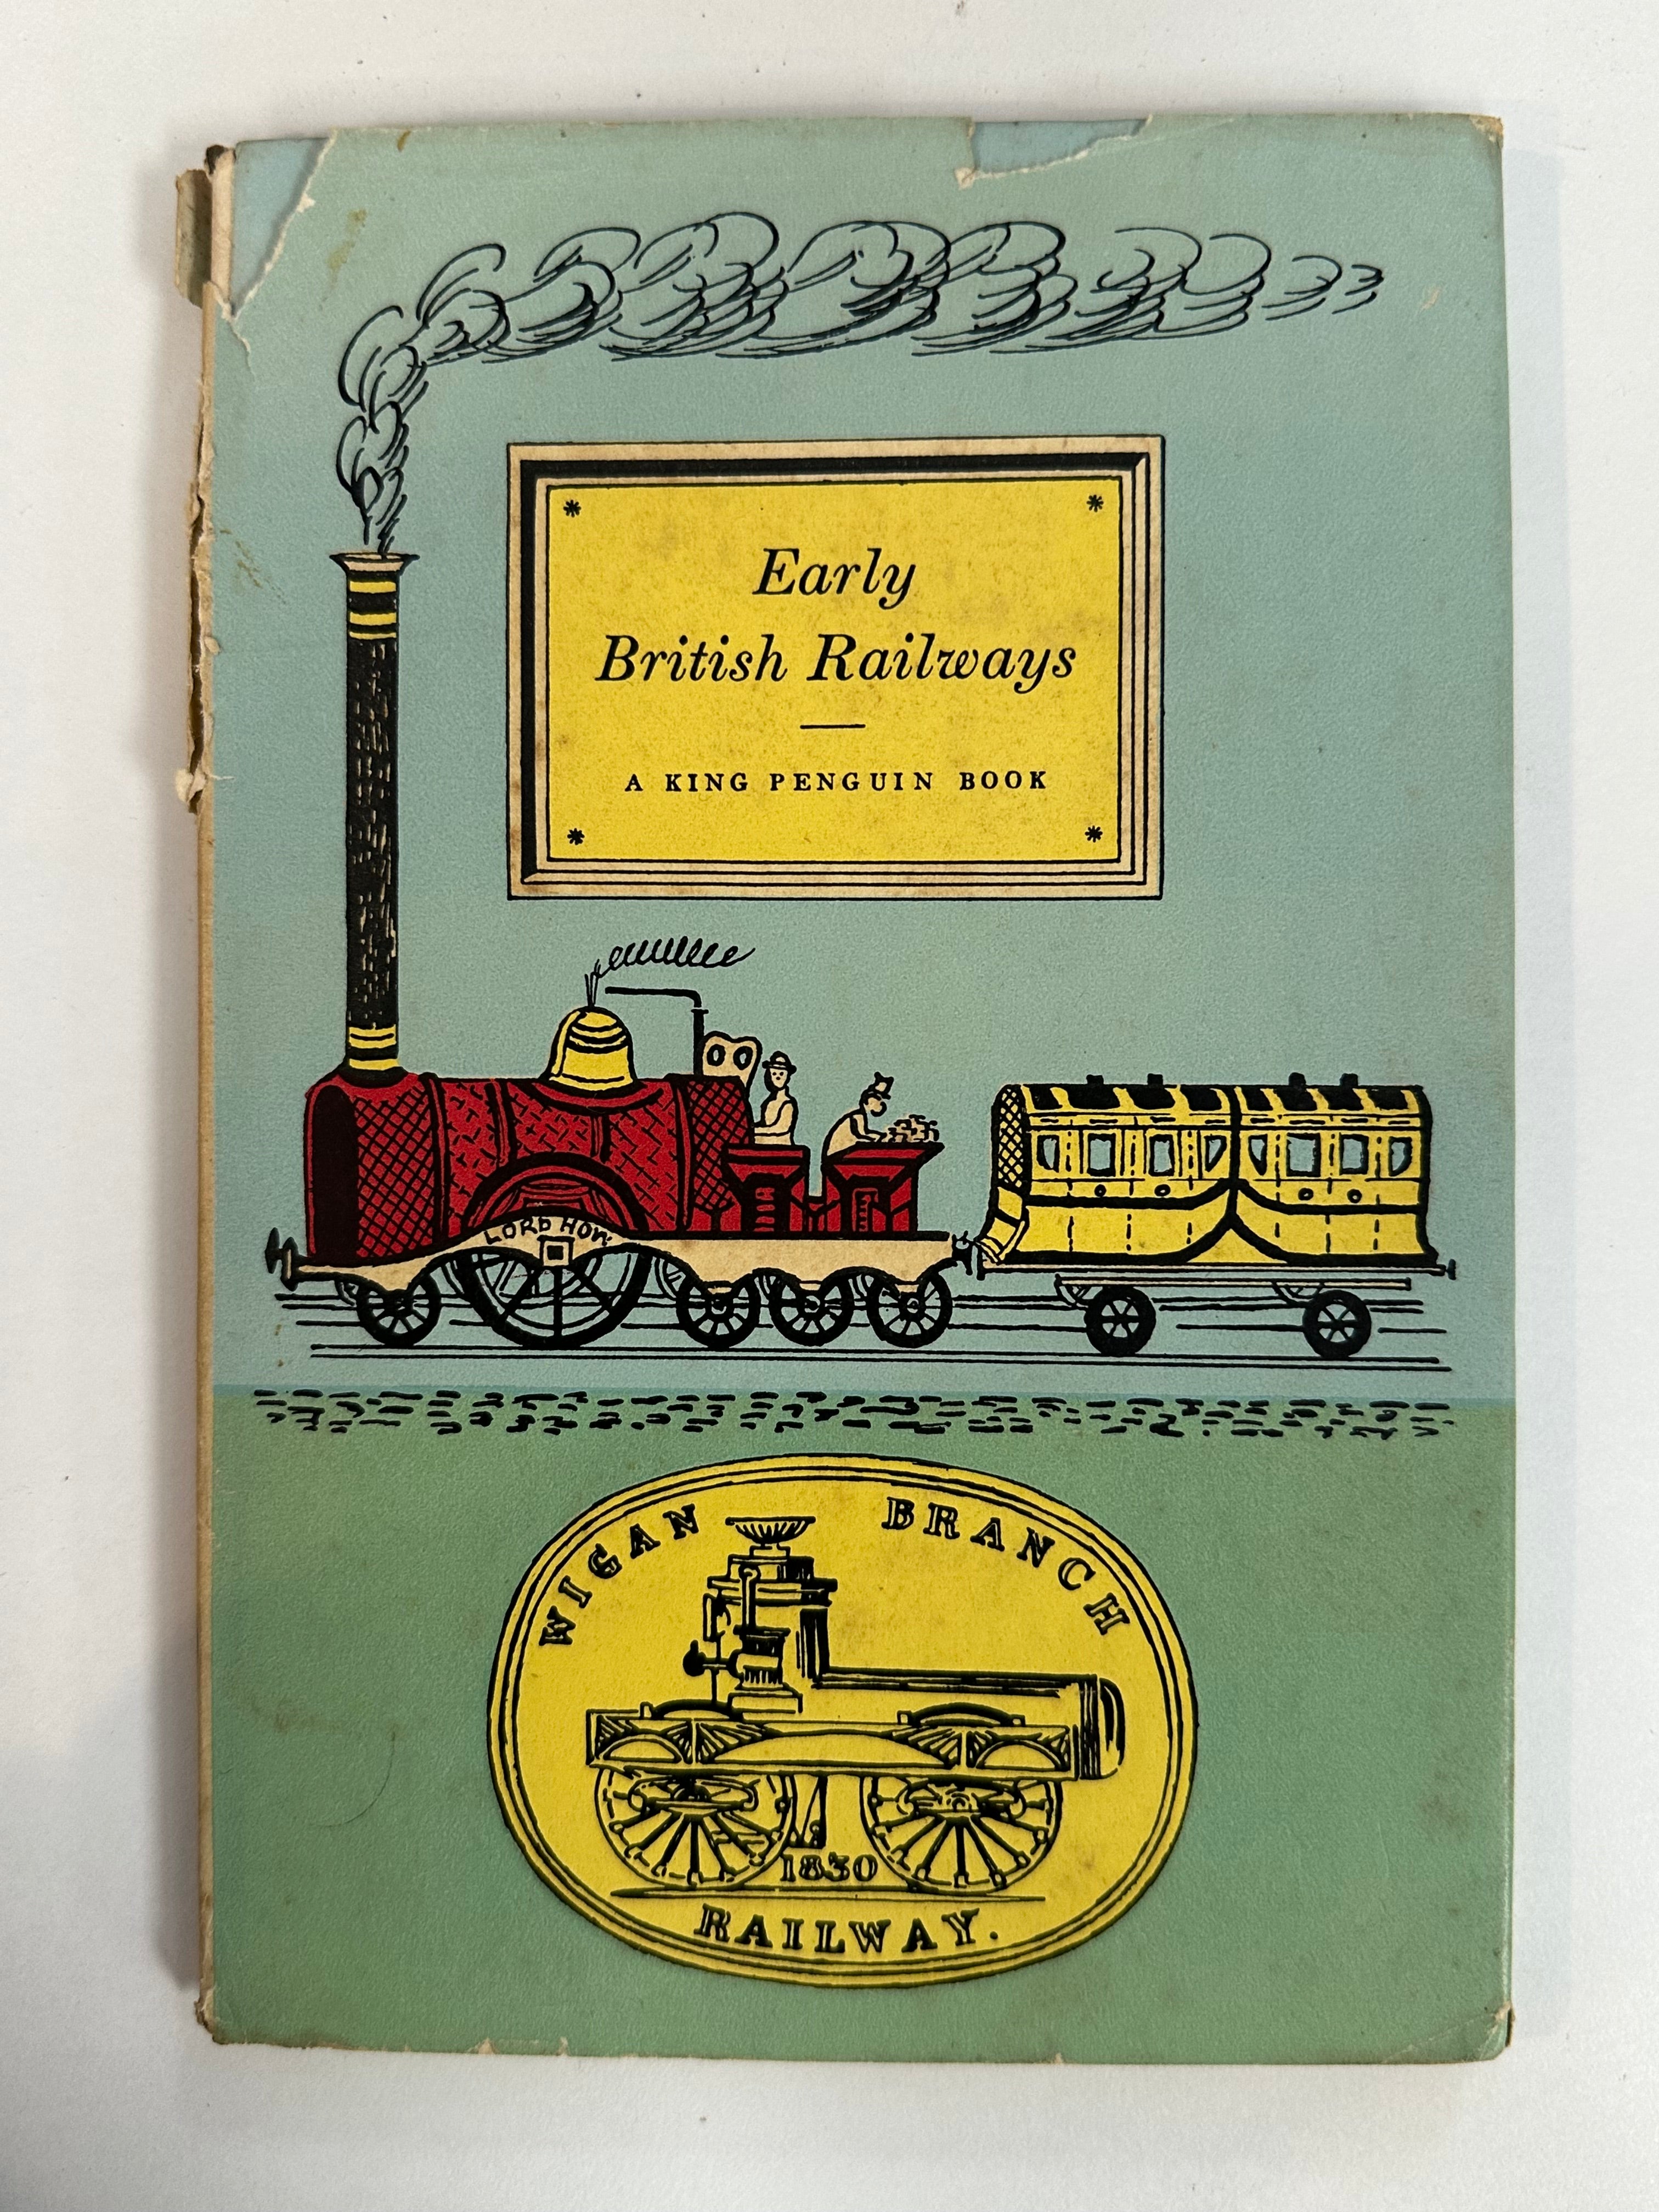 Early
British Railways
A KING PENGUIN BOOK
LORD HOW
WIGAN BRANCH
1830
RAILWAY.